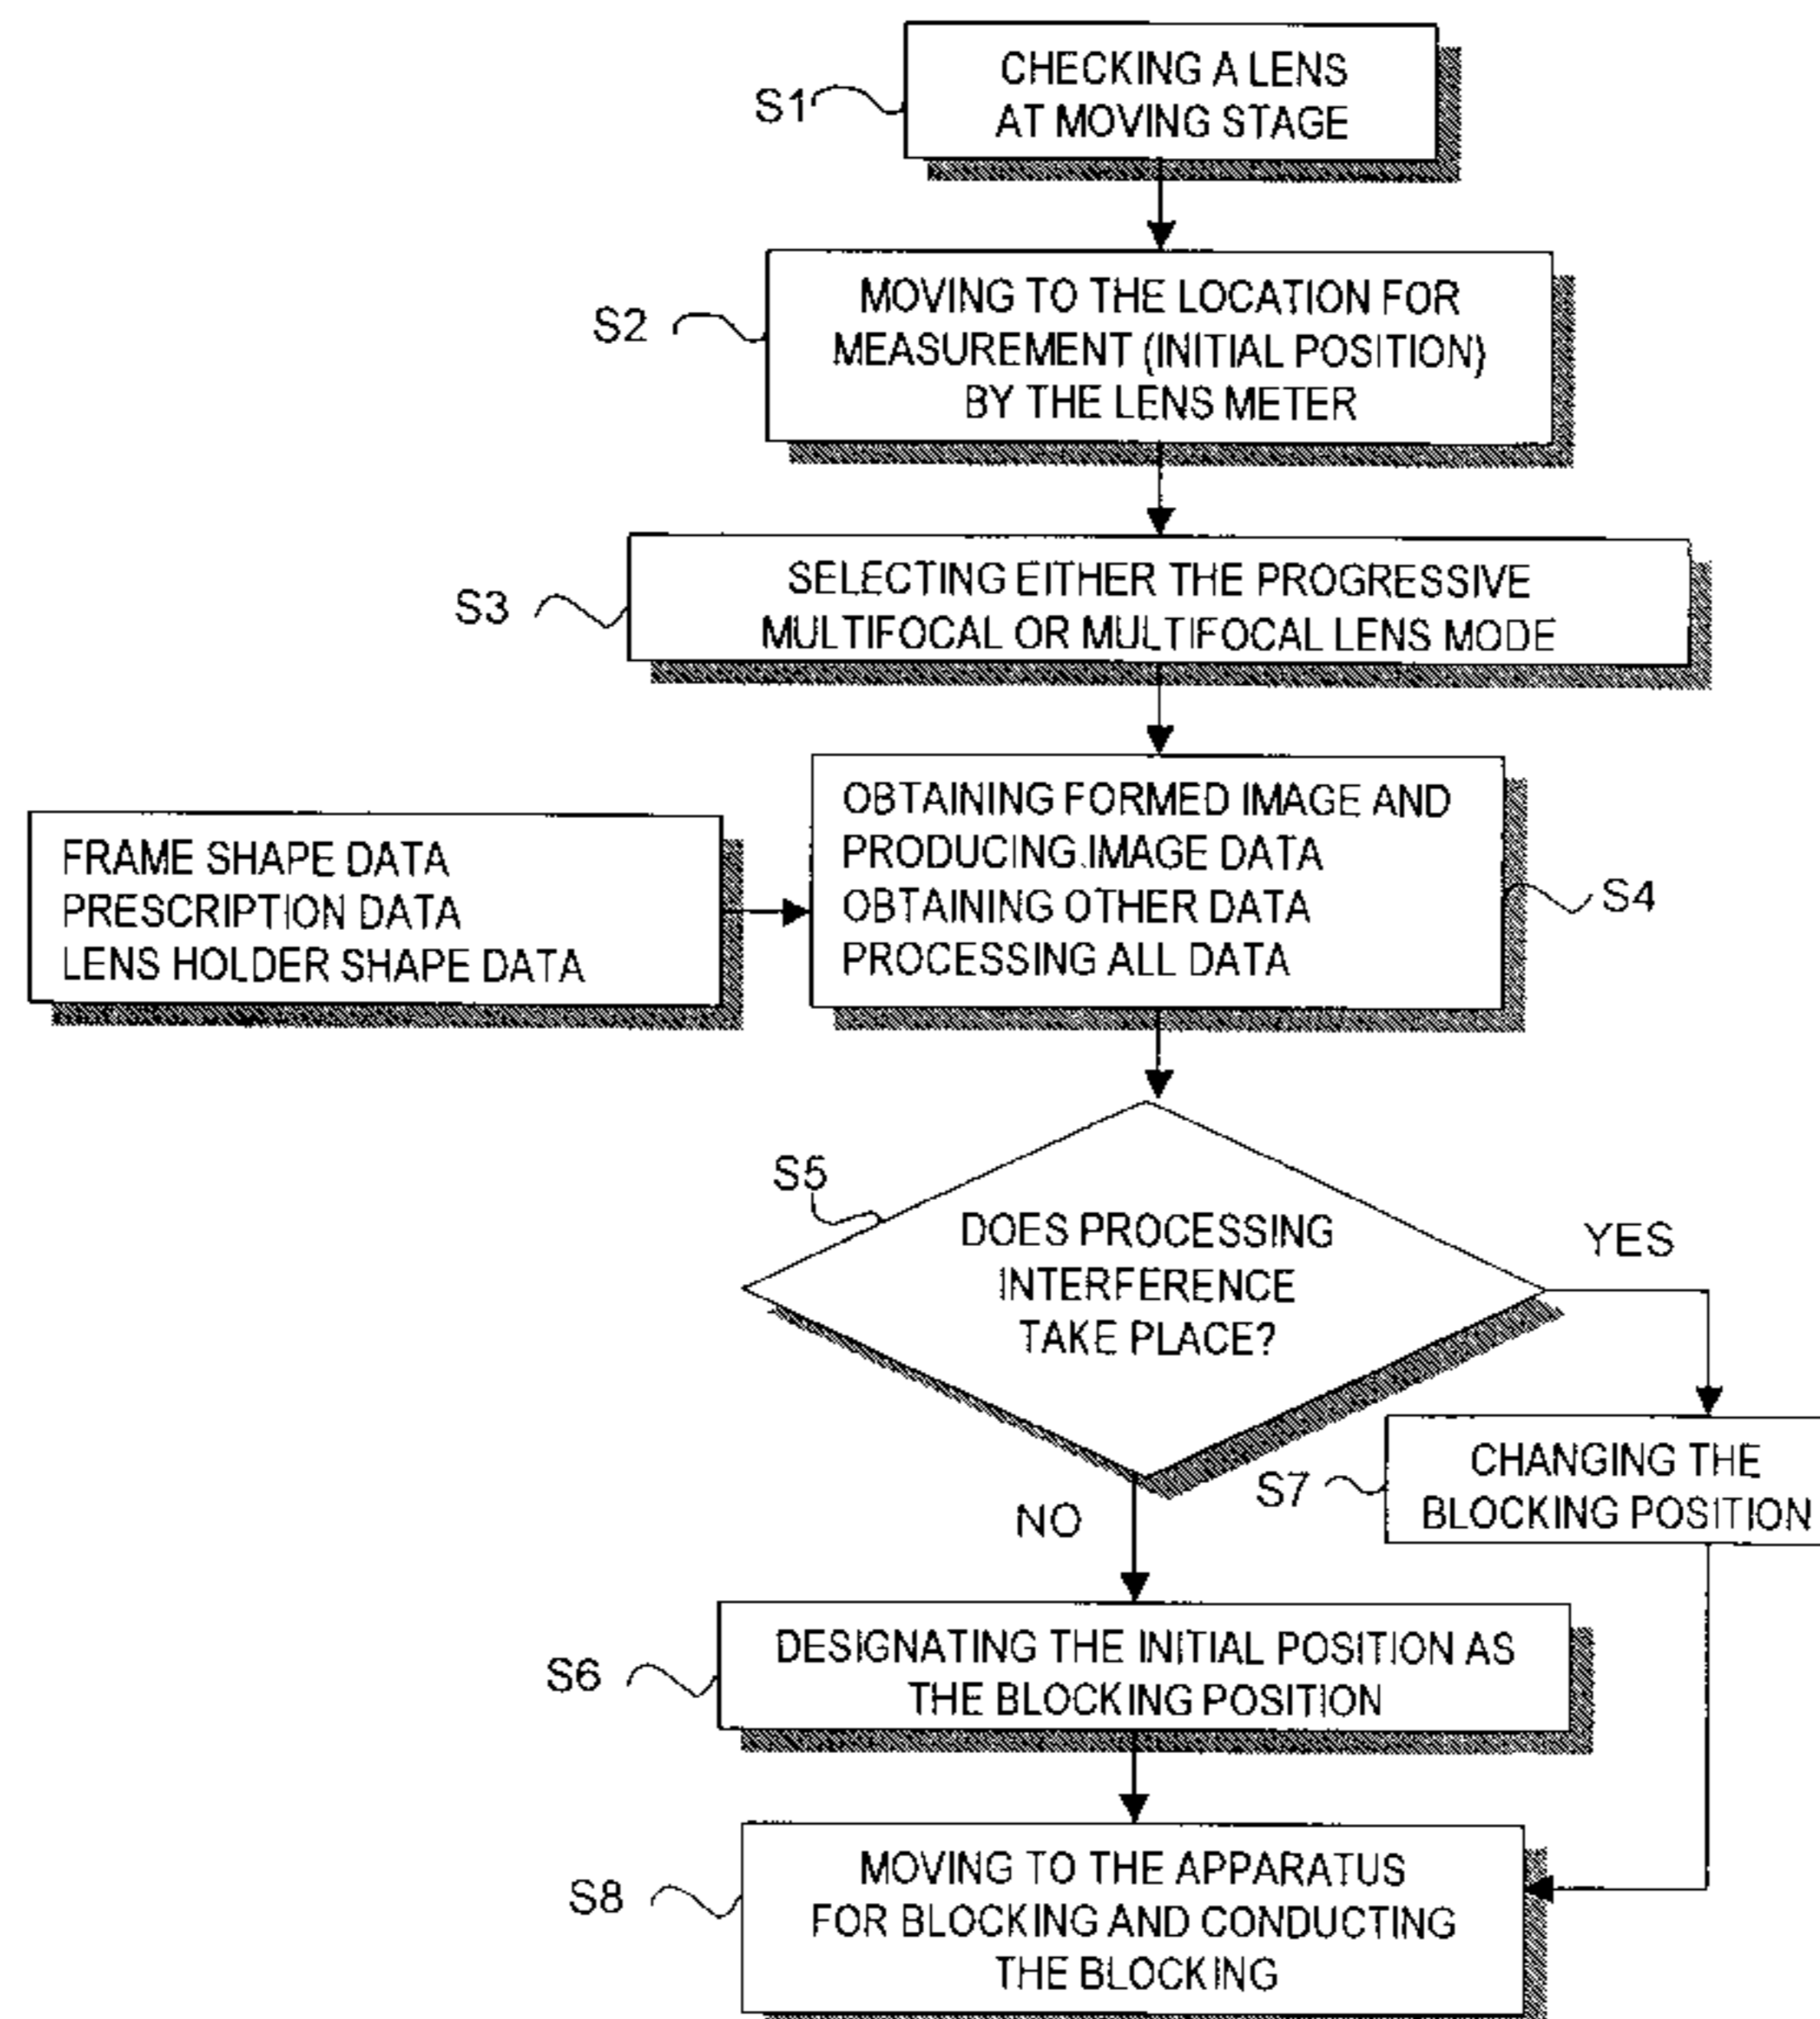 S1
CHECKING A LENS
AT MOVING STAGE
S2
MOVING TO THE LOCATION FOR
MEASUREMENT (INITIAL POSITION)
BY THE LENS METER
S3
SELECTING EITHER THE PROGRESSIVE
MULTIFOCAL OR MULTIFOCAL LENS MODE
FRAME SHAPE DATA
PRESCRIPTION DATA
LENS HOLDER SHAPE DATA
OBTAINING FORMED IMAGE AND
PRODUCING IMAGE DATA
OBTAINING OTHER DATA
PROCESSING ALL DATA
S4
S5
DOES PROCESSING
INTERFERENCE
TAKE PLACE?
YES
NO
S7
CHANGING THE
BLOCKING POSITION
S6
DESIGNATING THE INITIAL POSITION AS
THE BLOCKING POSITION
S8
MOVING TO THE APPARATUS
FOR BLOCKING AND CONDUCTING
THE BLOCKING